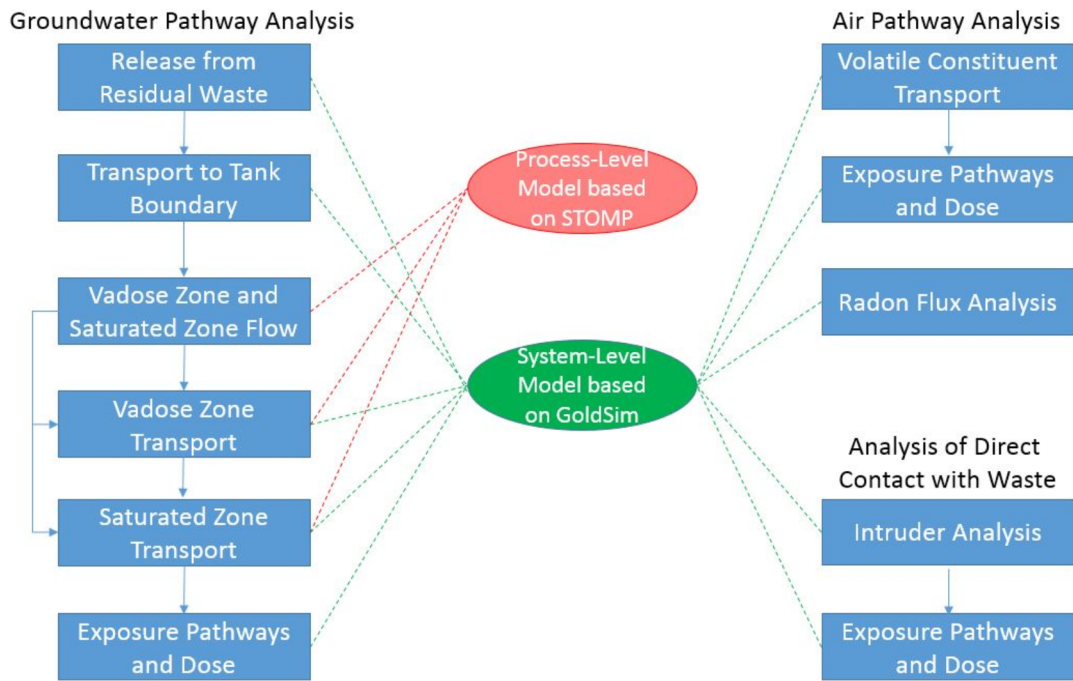 Groundwater Pathway Analysis
Release from
Residual Waste
Transport to Tank
Boundary
Vadose Zone and
Saturated Zone Flow
Vadose Zone
Transport
Saturated Zone
Transport
Exposure Pathways
and Dose
Process-Level
Model based
on STOMP
System-Level
Model based
on GoldSim
Air Pathway Analysis
Volatile Constituent
Transport
Exposure Pathways
and Dose
Radon Flux Analysis
Analysis of Direct
Contact with Waste
Intruder Analysis
Exposure Pathways
and Dose